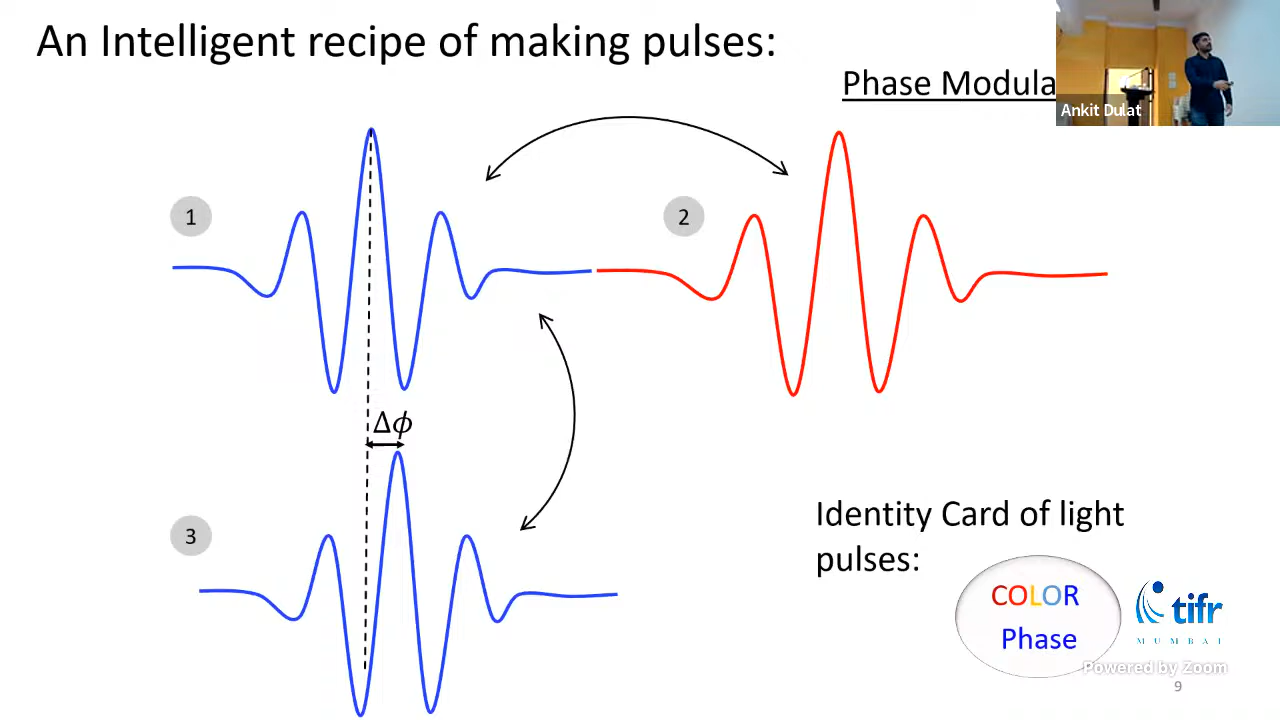 An Intelligent recipe of making pulses:
Phase Modula
Ankit Dulat
1
2
Δϕ
3
Identity Card of light
pulses:
COLOR
Phase
tifr
MUMBAI
Powered by Zoom
9